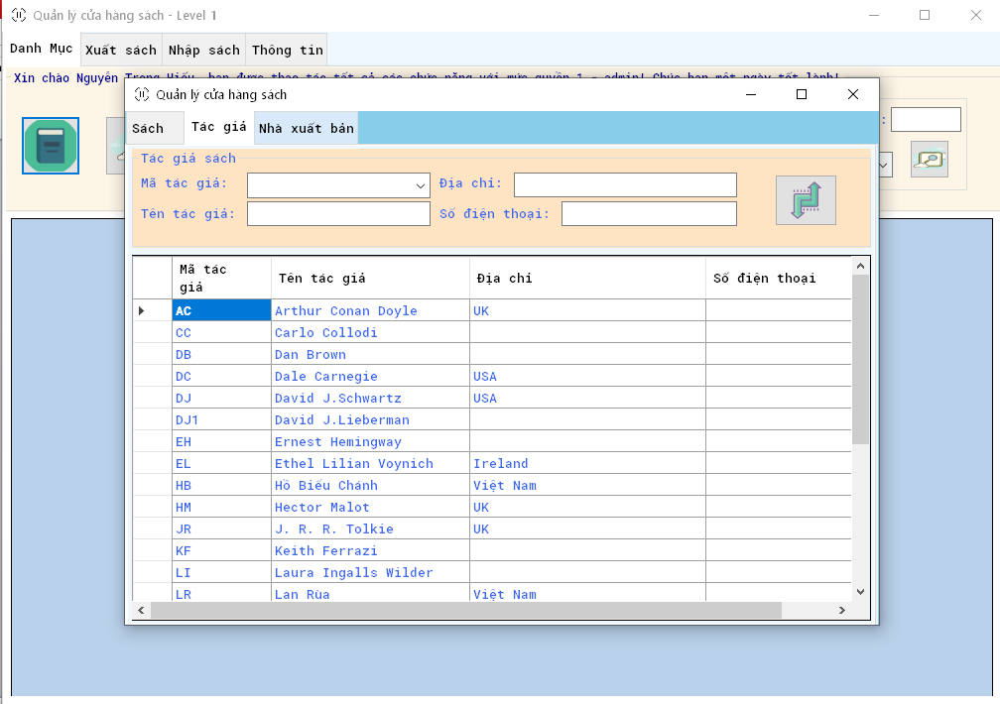 Quản lý cửa hàng sách - Level 1
Danh Mục Xuất sách Nhập sách Thông tin
Xin chào Nguyễn Trọng Hiếu, bạn được thao tác tất cả các chức năng với mức quyền 1 - admin! Chúc bạn một ngày tốt lành!
Quản lý cửa hàng sách
Sách Tác giả Nhà xuất bản
Tác giả sách
Mã tác giả: Địa chỉ:
Tên tác giả: Số điện thoại:
Mã tác giả Tên tác giả Địa chỉ Số điện thoại
AC Arthur Conan Doyle UK
CC Carlo Collodi
DB Dan Brown
DC Dale Carnegie USA
DJ David J.Schwartz USA
DJ1 David J.Lieberman
EH Ernest Hemingway
EL Ethel Lilian Voynich Ireland
HB Hồ Biểu Chánh Việt Nam
HM Hector Malot UK
JR J. R. R. Tolkie UK
KF Keith Ferrazi
LI Laura Ingalls Wilder
LR Lan Rùa Việt Nam